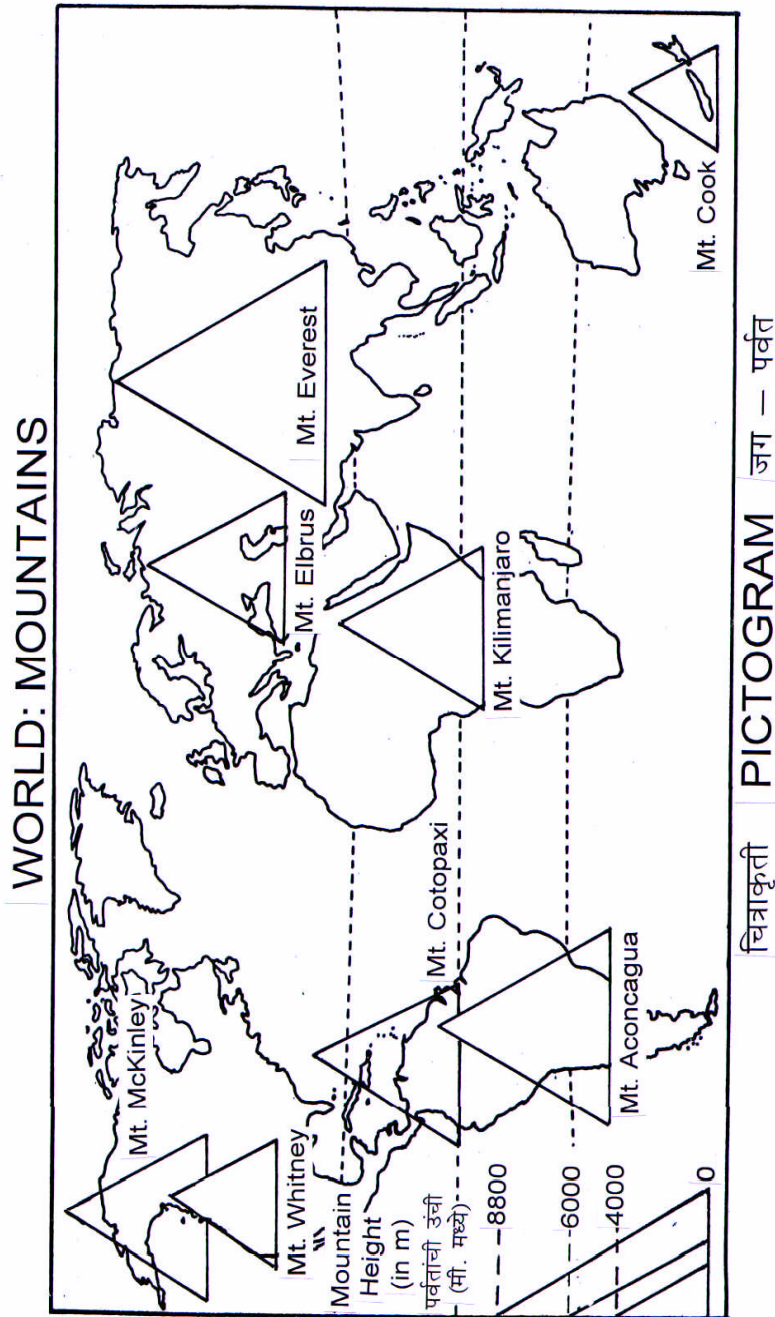 WORLD: MOUNTAINS
Mt. McKinley
Mt. Whitney
Mt. Elbrus
Mt. Everest
Mt. Cotopaxi
Mt. Kilimanjaro
Mt. Aconcagua
Mt. Cook
Mountain
Height
(in m)
पर्वतांची उंची
(मी. मध्ये)
8800
6000
4000
0
चित्राकृती PICTOGRAM जग – पर्वत